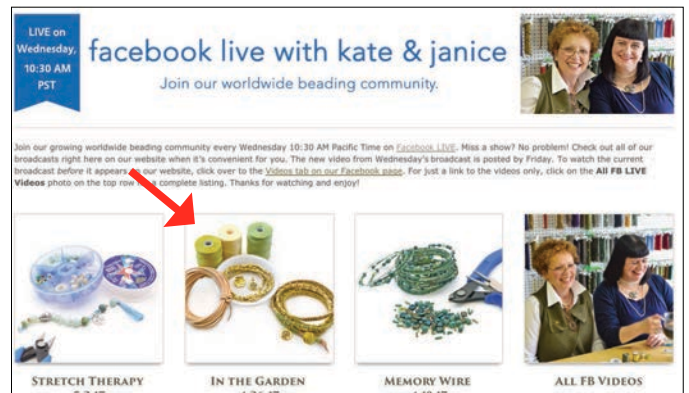 LIVE on
Wednesday,
10:30 AM
PST
facebook live with kate & janice
Join our worldwide beading community.
Join our growing worldwide beading community every Wednesday 10:30 AM Pacific Time on Facebook LIVE. Miss a show? No problem! Check out all of our
broadcasts right here on our website when it's convenient for you. The new video from Wednesday's broadcast is posted by Friday. To watch the current
broadcast before it appears our website, click over to the Videos tab on our Facebook page. For just a link to the videos only, click on the All FB LIVE
Videos photo on the top row a complete listing. Thanks for watching and enjoy!
STRETCH THERAPY
IN THE GARDEN
MEMORY WIRE
ALL FB VIDEOS